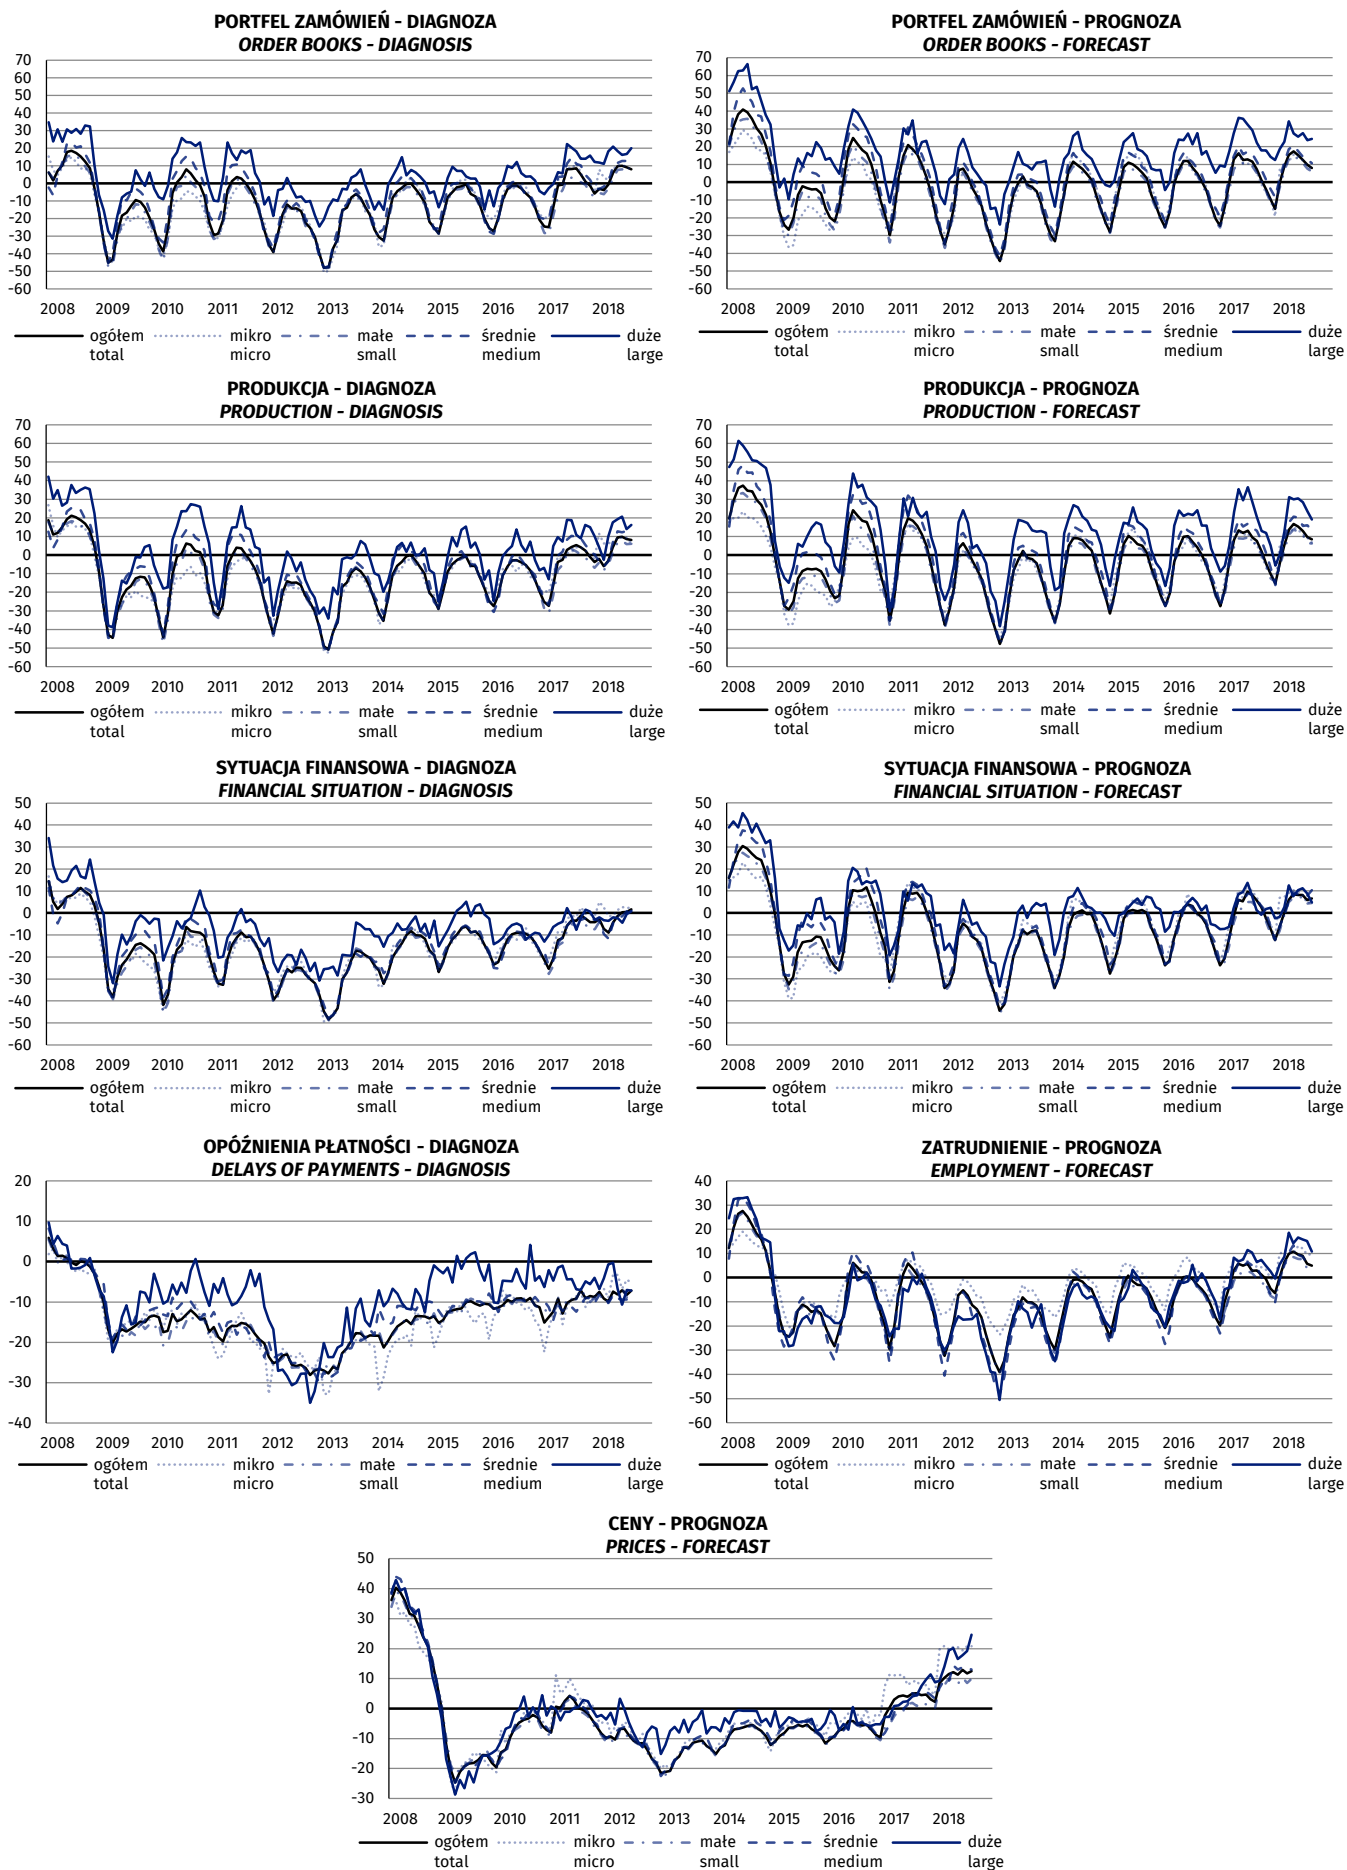 PORTFEL ZAMÓWIEŃ - DIAGNOZA
ORDER BOOKS - DIAGNOSIS
70
60
50
40
30
20
10
0
-10
-20
-30
-40
-50
-60
2008 2009 2010 2011 2012 2013 2014 2015 2016 2017 2018
ogółem mikro małe średnie duże
total micro small medium large
PORTFEL ZAMÓWIEŃ - PROGNOZA
ORDER BOOKS - FORECAST
70
60
50
40
30
20
10
0
-10
-20
-30
-40
-50
-60
2008 2009 2010 2011 2012 2013 2014 2015 2016 2017 2018
ogółem mikro małe średnie duże
total micro small medium large
PRODUKCJA - DIAGNOZA
PRODUCTION - DIAGNOSIS
70
60
50
40
30
20
10
0
-10
-20
-30
-40
-50
-60
2008 2009 2010 2011 2012 2013 2014 2015 2016 2017 2018
ogółem mikro małe średnie duże
total micro small medium large
PRODUKCJA - PROGNOZA
PRODUCTION - FORECAST
70
60
50
40
30
20
10
0
-10
-20
-30
-40
-50
-60
2008 2009 2010 2011 2012 2013 2014 2015 2016 2017 2018
ogółem mikro małe średnie duże
total micro small medium large
SYTUACJA FINANSOWA - DIAGNOZA
FINANCIAL SITUATION - DIAGNOSIS
50
40
30
20
10
0
-10
-20
-30
-40
-50
-60
2008 2009 2010 2011 2012 2013 2014 2015 2016 2017 2018
ogółem mikro małe średnie duże
total micro small medium large
SYTUACJA FINANSOWA - PROGNOZA
FINANCIAL SITUATION - FORECAST
50
40
30
20
10
0
-10
-20
-30
-40
-50
-60
2008 2009 2010 2011 2012 2013 2014 2015 2016 2017 2018
ogółem mikro małe średnie duże
total micro small medium large
OPÓŹNIENIA PŁATNOŚCI - DIAGNOZA
DELAYS OF PAYMENTS - DIAGNOSIS
20
10
0
-10
-20
-30
-40
2008 2009 2010 2011 2012 2013 2014 2015 2016 2017 2018
ogółem mikro małe średnie duże
total micro small medium large
ZATRUDNIENIE - PROGNOZA
EMPLOYMENT - FORECAST
40
30
20
10
0
-10
-20
-30
-40
-50
-60
2008 2009 2010 2011 2012 2013 2014 2015 2016 2017 2018
ogółem mikro małe średnie duże
total micro small medium large
CENY - PROGNOZA
PRICES - FORECAST
50
40
30
20
10
0
-10
-20
-30
2008 2009 2010 2011 2012 2013 2014 2015 2016 2017 2018
ogółem mikro małe średnie duże
total micro small medium large